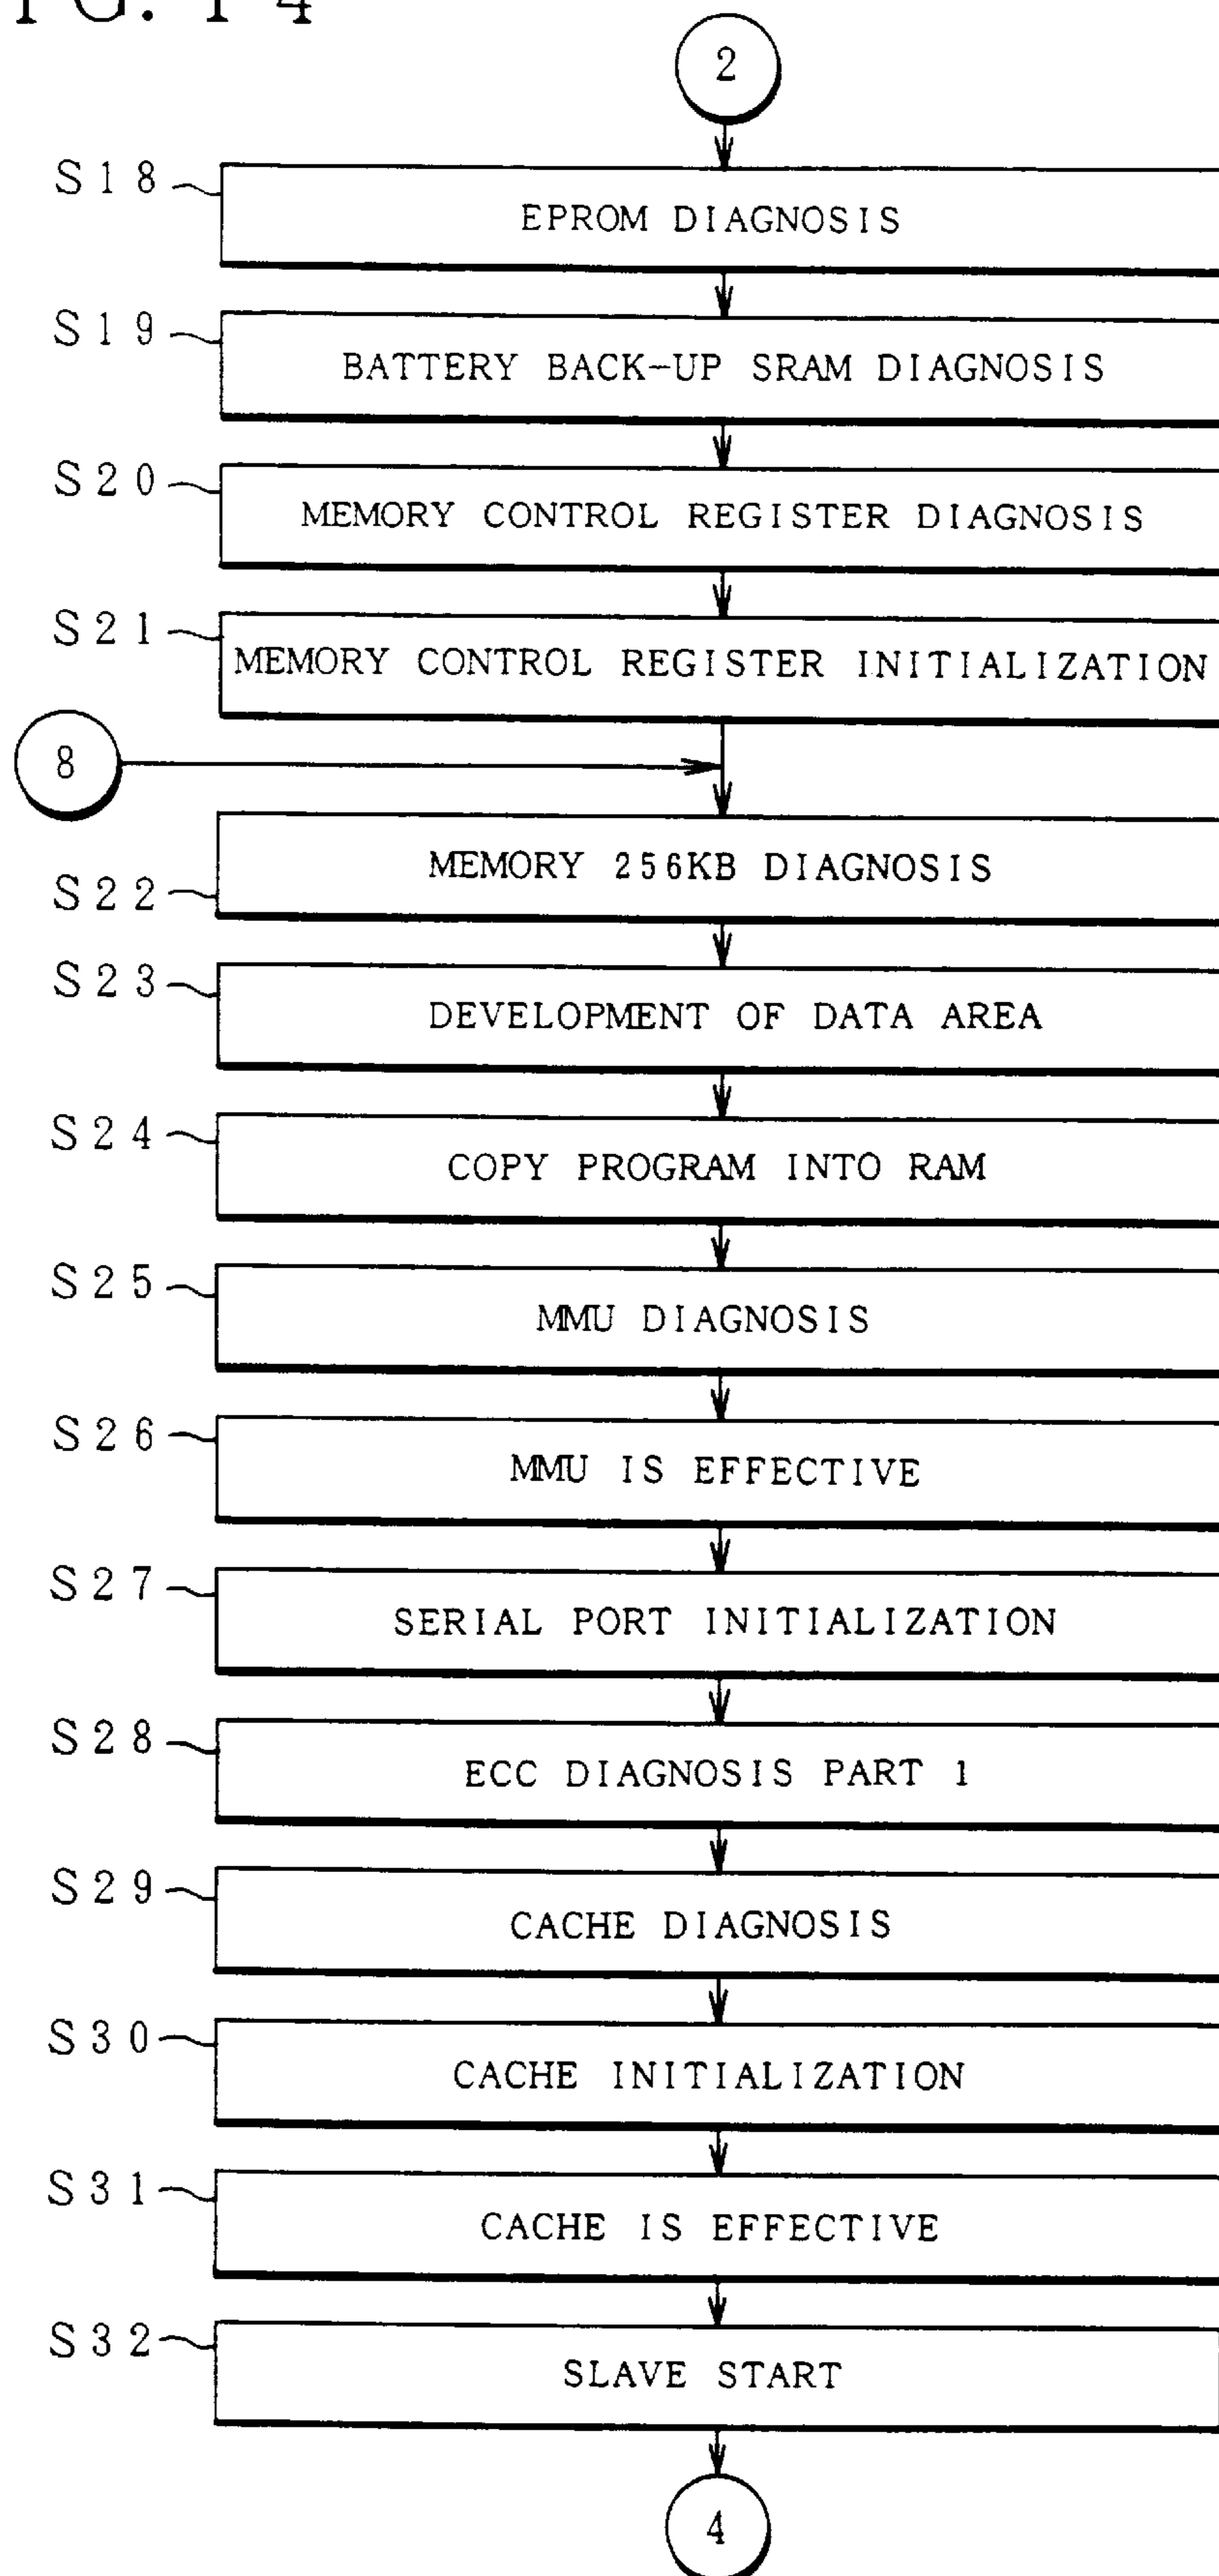 FIG. 14
2
S18
EPROM DIAGNOSIS
S19
BATTERY BACK-UP SRAM DIAGNOSIS
S20
MEMORY CONTROL REGISTER DIAGNOSIS
S21
MEMORY CONTROL REGISTER INITIALIZATION
8
MEMORY 256KB DIAGNOSIS
S22
S23
DEVELOPMENT OF DATA AREA
S24
COPY PROGRAM INTO RAM
S25
MMU DIAGNOSIS
S26
MMU IS EFFECTIVE
S27
SERIAL PORT INITIALIZATION
S28
ECC DIAGNOSIS PART 1
S29
CACHE DIAGNOSIS
S30
CACHE INITIALIZATION
S31
CACHE IS EFFECTIVE
S32
SLAVE START
4